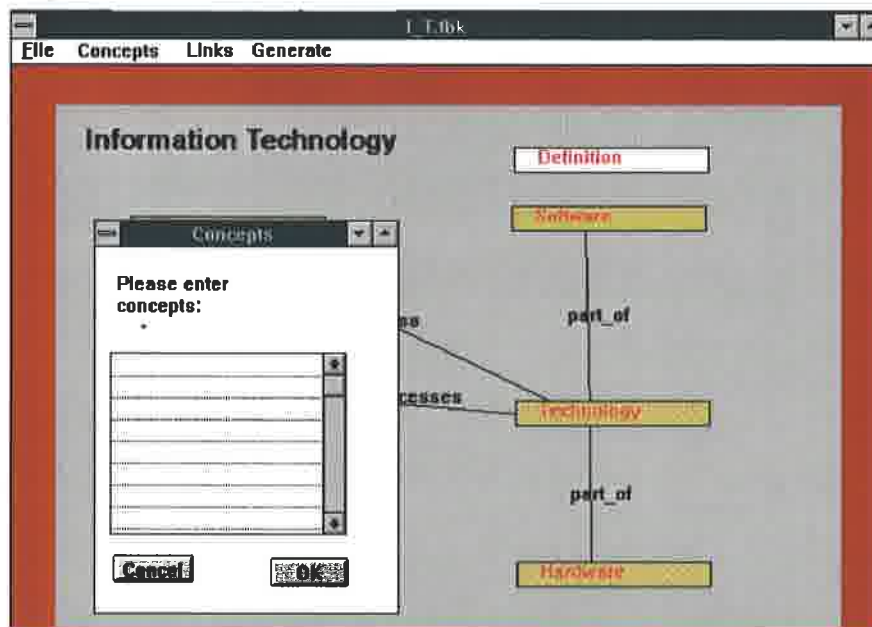 I_T.tbk
File Concepts Links Generate
Information Technology
Definition
Software
Concepts
Please enter
concepts:
part_of
cesses
Technology
part_of
Cancel
OK
Hardware